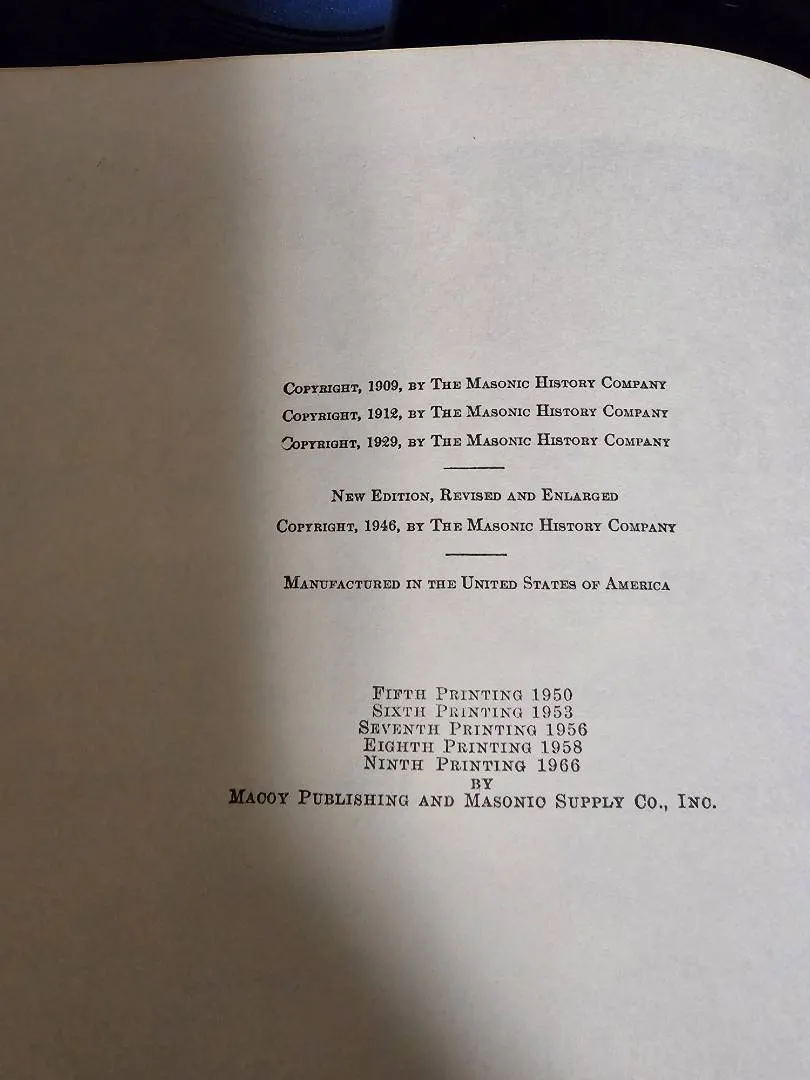 Copyright, 1909, by The Masonic History Company
Copyright, 1912, by The Masonic History Company
Copyright, 1929, by The Masonic History Company
New Edition, Revised and Enlarged
Copyright, 1946, by The Masonic History Company
Manufactured in the United States of America
Fifth Printing 1950
Sixth Printing 1953
Seventh Printing 1956
Eighth Printing 1958
Ninth Printing 1966
by
Macoy Publishing and Masonic Supply Co., Inc.